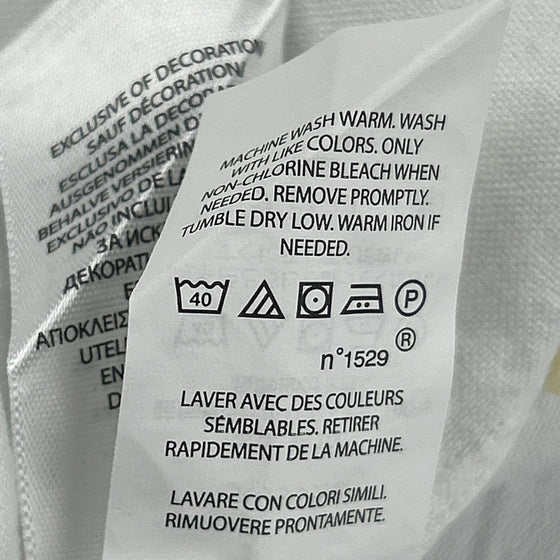 EXCLUSIVE OF DECORATION
SAUF DÉCORATION
ESCLUSA LA DECOR
AUSGENOMMEN D
BEHALVE VERSIERIN
EXCLUSIVO DE LA
NÃO INCLUI
ЗА ИСК
ДЕКОРАТ
ΑΠΟΚΛΕΙΣ
UTEL
EN
MACHINE WASH WARM. WASH
WITH LIKE COLORS. ONLY
NON-CHLORINE BLEACH WHEN
NEEDED. REMOVE PROMPTLY.
TUMBLE DRY LOW. WARM IRON IF
NEEDED.
40 P
®
n°1529
LAVER AVEC DES COULEURS
SÊMBLABLES. RETIRER
RAPIDEMENT DE LA MACHINE.
LAVARE CON COLORI SIMILI.
RIMUOVERE PRONTAMENTE.